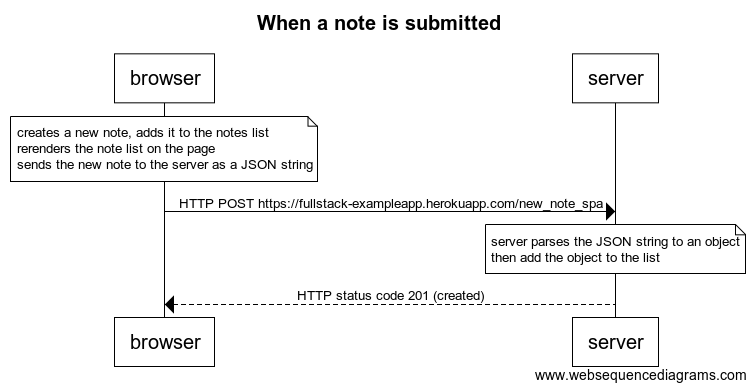 When a note is submitted
browser
server
creates a new note, adds it to the notes list
rerenders the note list on the page
sends the new note to the server as a JSON string
HTTP POST https://fullstack-exampleapp.herokuapp.com/new_note_spa
server parses the JSON string to an object
then add the object to the list
HTTP status code 201 (created)
browser
server
www.websequencediagrams.com